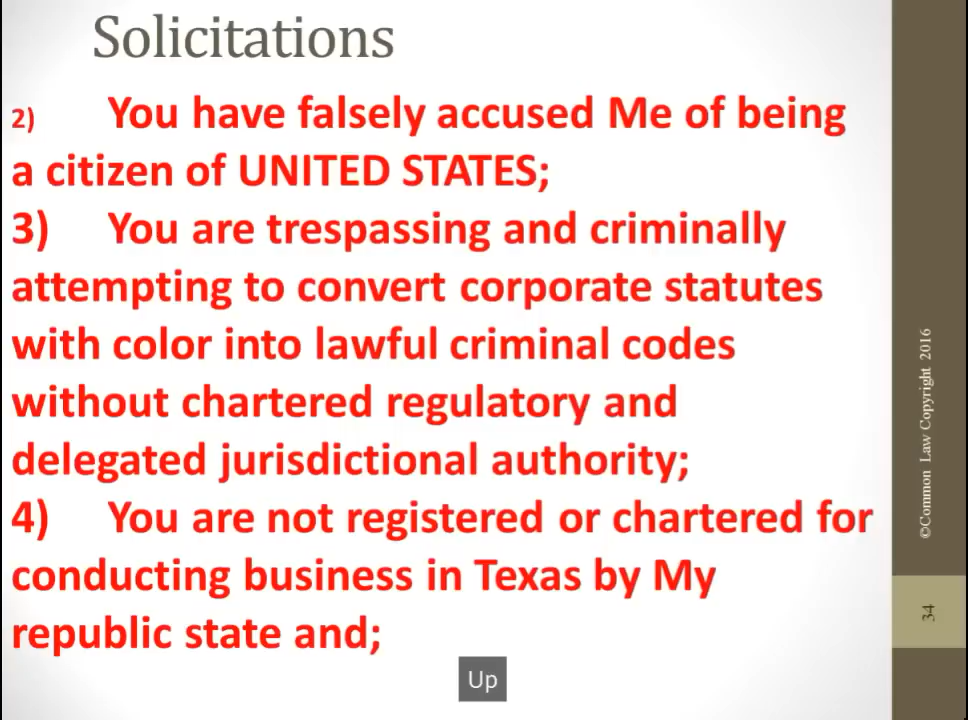 Solicitations
2) You have falsely accused Me of being
a citizen of UNITED STATES;
3) You are trespassing and criminally
attempting to convert corporate statutes
with color into lawful criminal codes
without chartered regulatory and
delegated jurisdictional authority;
4) You are not registered or chartered for
conducting business in Texas by My
republic state and;
Up
©Common Law Copyright 2016
34